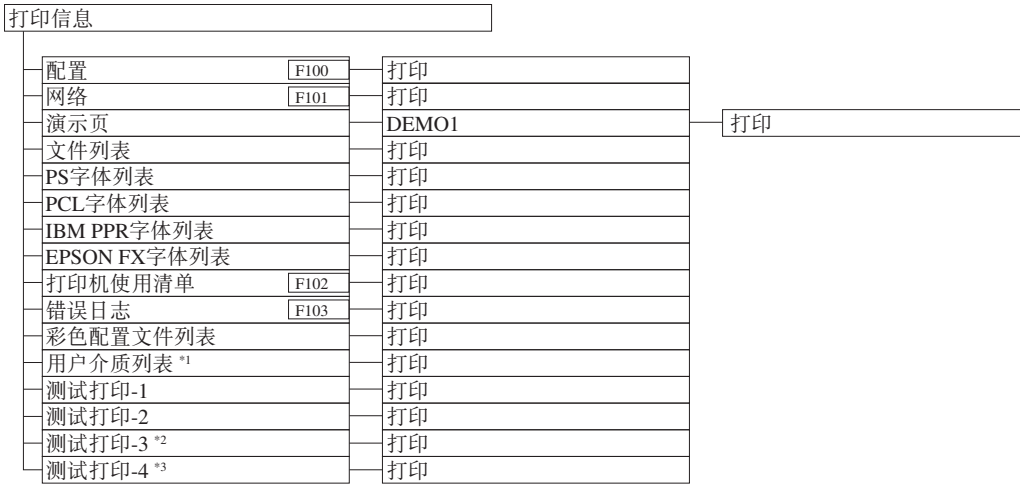 打印信息
配置 F100 打印
网络 F101 打印
演示页 DEMO1 打印
文件列表 打印
PS字体列表 打印
PCL字体列表 打印
IBM PPR字体列表 打印
EPSON FX字体列表 打印
打印机使用清单 F102 打印
错误日志 F103 打印
彩色配置文件列表 打印
用户介质列表 *1 打印
测试打印-1 打印
测试打印-2 打印
测试打印-3 *2 打印
测试打印-4 *3 打印